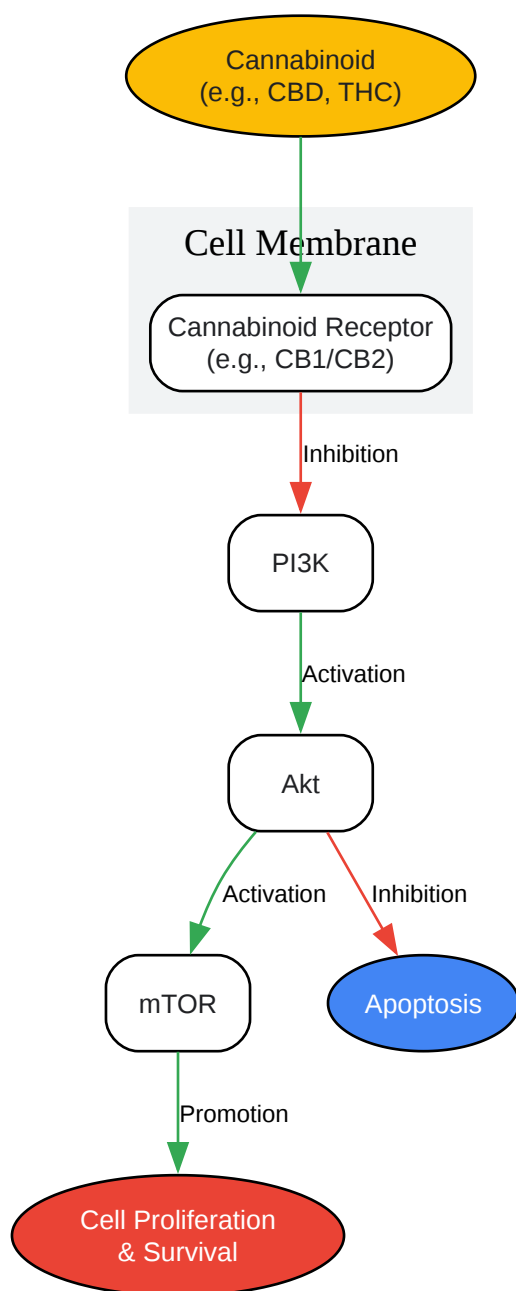 Cannabinoid
(e.g., CBD, THC)
Cell Membrane
Cannabinoid Receptor
(e.g., CB1/CB2)
Inhibition
PI3K
Activation
Akt
Activation
Inhibition
mTOR
Apoptosis
Promotion
Cell Proliferation
& Survival